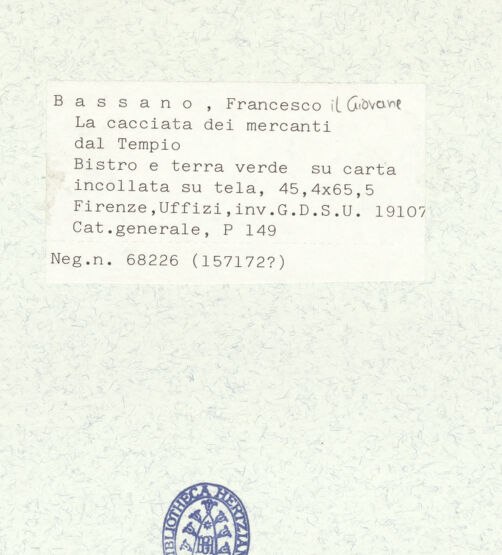 B a s s a n o , Francesco il Giovane
La cacciata dei mercanti
dal Tempio
Bistro e terra verde su carta
incollata su tela, 45,4x65,5
Firenze,Uffizi,inv.G.D.S.U. 19107
Cat.generale, P 149
Neg.n. 68226 (157172?)
BIBLIOTHECA HERTZIAN